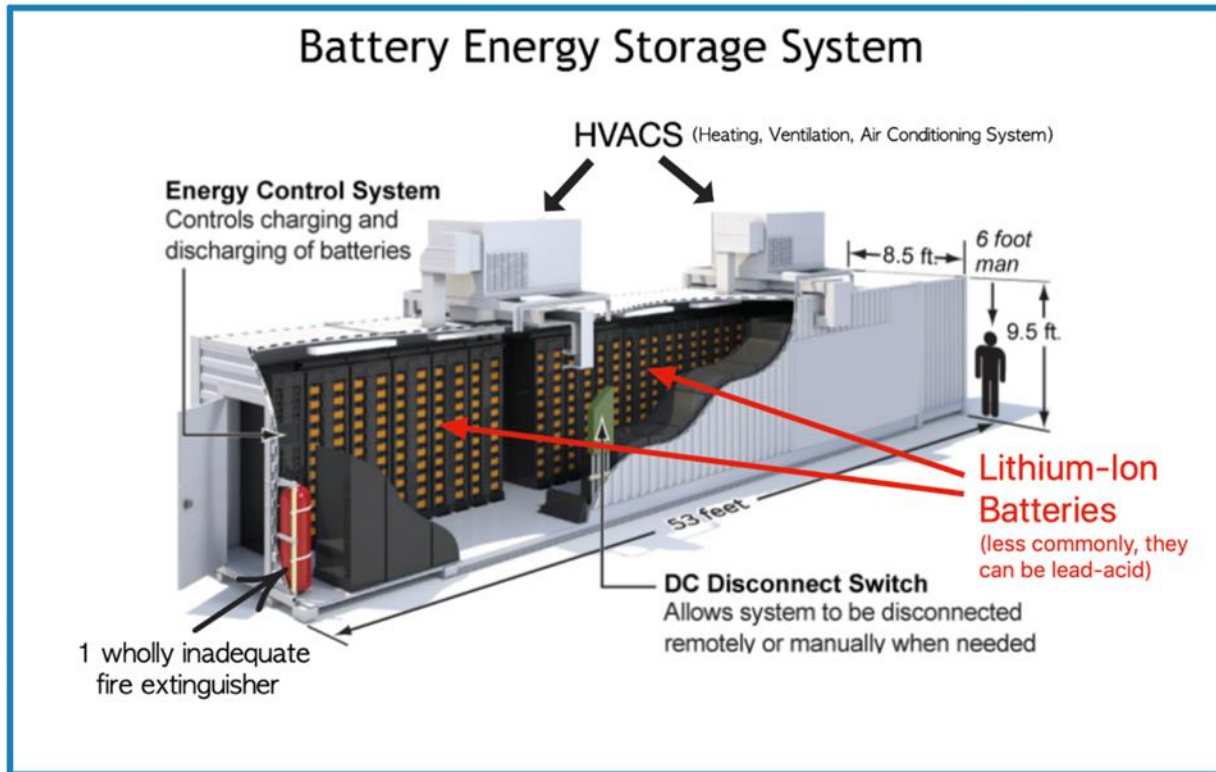 Battery Energy Storage System
HVACS (Heating, Ventilation, Air Conditioning System)
Energy Control System
Controls charging and
discharging of batteries
8.5 ft.
6 foot
man
9.5 ft.
Lithium-Ion
Batteries
(less commonly, they
can be lead-acid)
53 feet
DC Disconnect Switch
Allows system to be disconnected
remotely or manually when needed
1 wholly inadequate
fire extinguisher